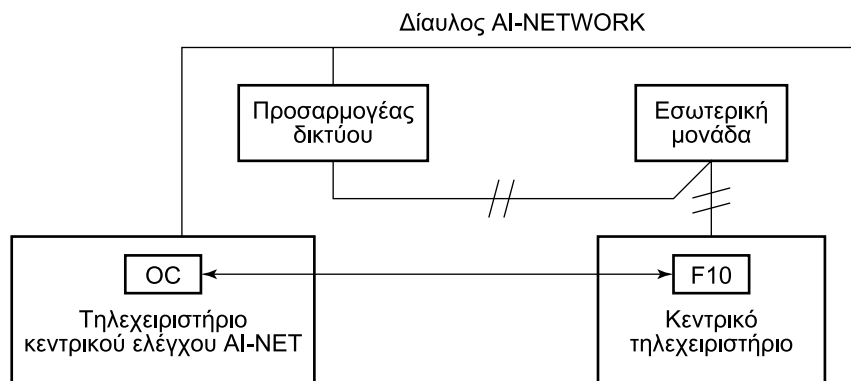 Δίαυλος AI-NETWORK
Προσαρμογέας
δικτύου
Εσωτερική
μονάδα
OC
F10
Τηλεχειριστήριο
κεντρικού ελέγχου AI-NET
Κεντρικό
τηλεχειριστήριο